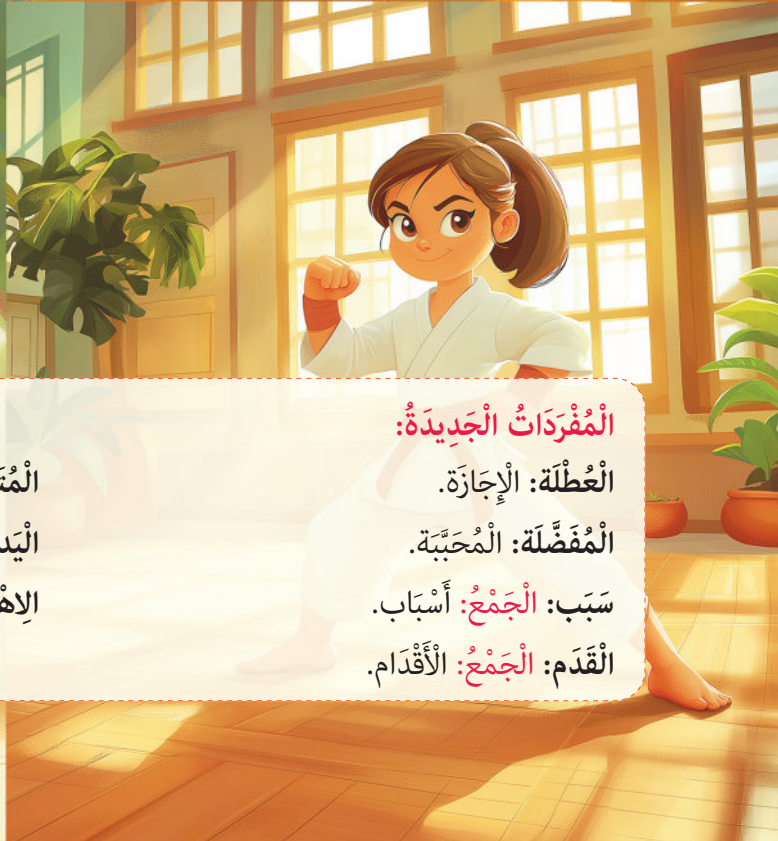 الْمُفْرَدَاتُ الْجَدِيدَةُ:
الْعُطْلَة: الْإِجَازَة.
الْمُفَضَّلَة: الْمُحَبَّبَة.
سَبَب: الْجَمْعُ: أَسْبَاب.
الْقَدَم: الْجَمْعُ: الْأَقْدَام.